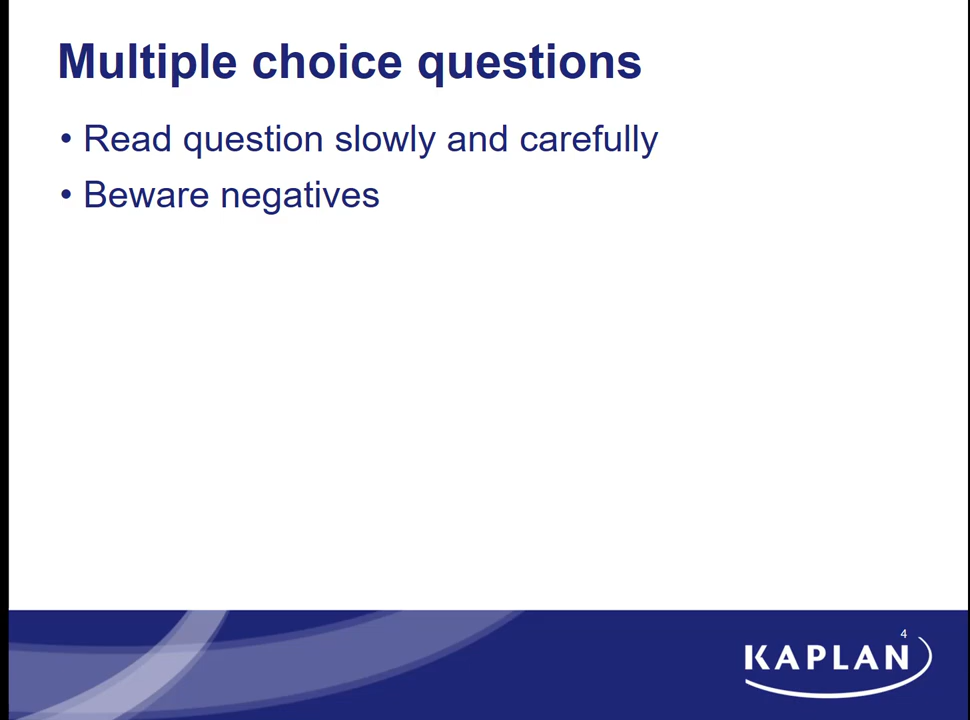 Multiple choice questions
• Read question slowly and carefully
• Beware negatives
4
KAPLAN